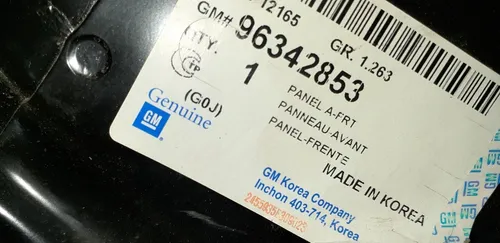 12165
GM# 96342853
GR. 1.263
QTY. 1
PANEL A-FRT
PANNEAU-AVANT
PANEL-FRENTE
(G0J)
Genuine
GM
MADE IN KOREA
GM Korea Company
Inchon 403-714, Korea